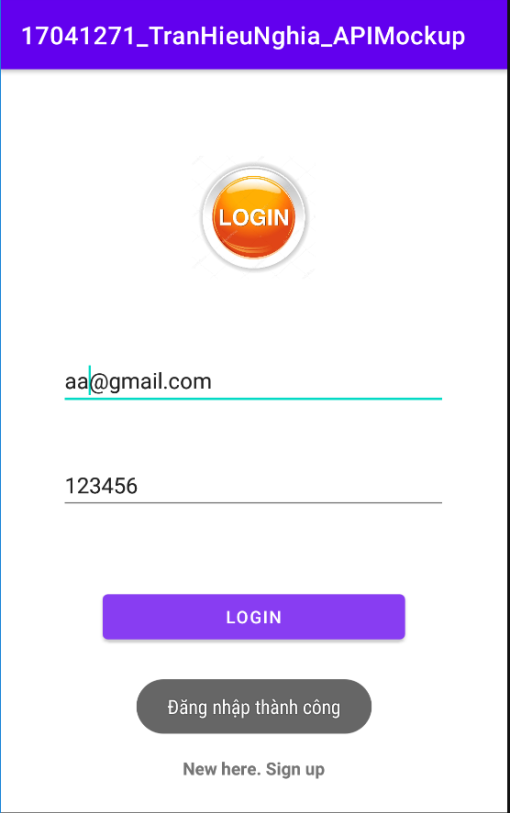 17041271_TranHieuNghia_APIMockup
LOGIN
aa@gmail.com
123456
LOGIN
Đăng nhập thành công
New here. Sign up